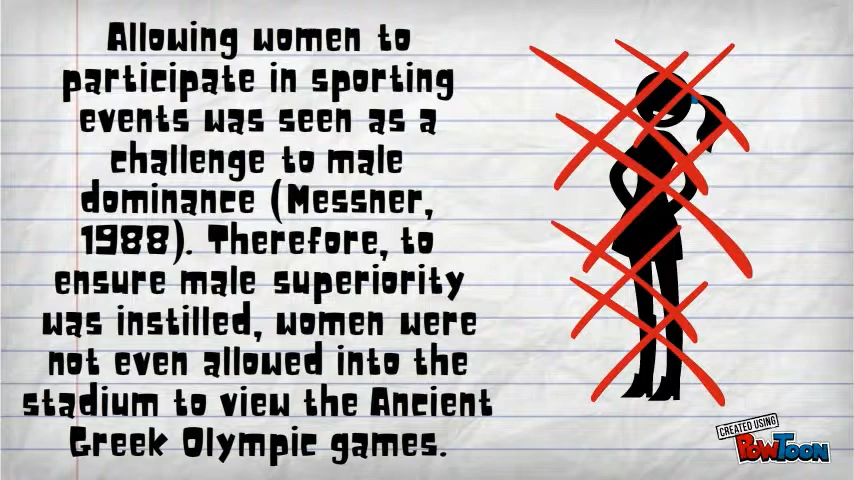 Allowing women to
participate in sporting
events was seen as a
challenge to male
dominance (Messner,
1988). Therefore, to
ensure male superiority
was instilled, women were
not even allowed into the
stadium to view the Ancient
Greek Olympic games.
CREATED USING
POWTOON